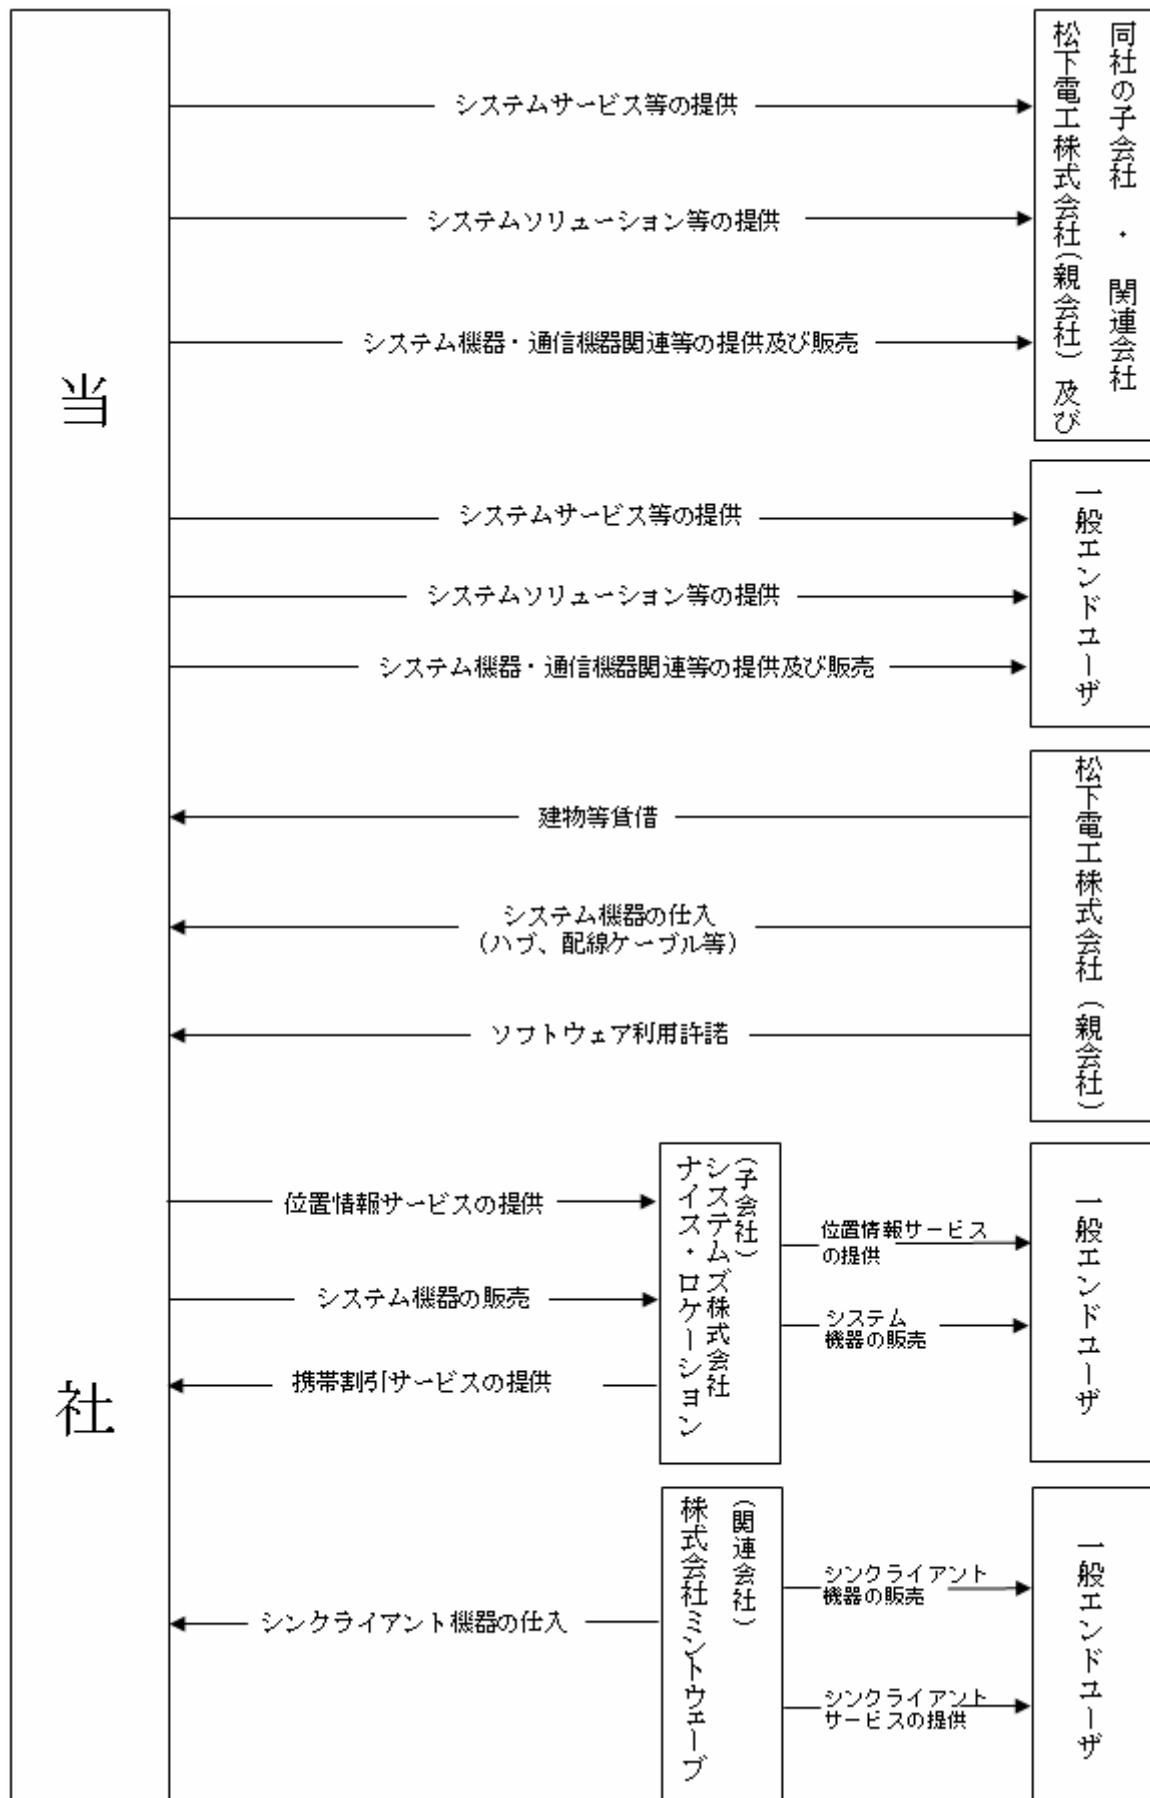 当
社
システムサービス等の提供
システムソリューション等の提供
システム機器・通信機器関連等の提供及び販売
同社の子会社 ・ 関連会社
松下電工株式会社(親会社) 及び
システムサービス等の提供
システムソリューション等の提供
システム機器・通信機器関連等の提供及び販売
一般エンドユーザ
建物等賃借
システム機器の仕入
(ハブ、配線ケーブル等)
ソフトウェア利用許諾
松下電工株式会社(親会社)
位置情報サービスの提供
システム機器の販売
携帯割引サービスの提供
(子会社)
システムズ株式会社
ナイス・ロケーション
位置情報サービス
の提供
システム
機器の販売
一般エンドユーザ
シンクライアント機器の仕入
(関連会社)
株式会社ミントウェーブ
シンクライアント
機器の販売
シンクライアント
サービスの提供
一般エンドユーザ